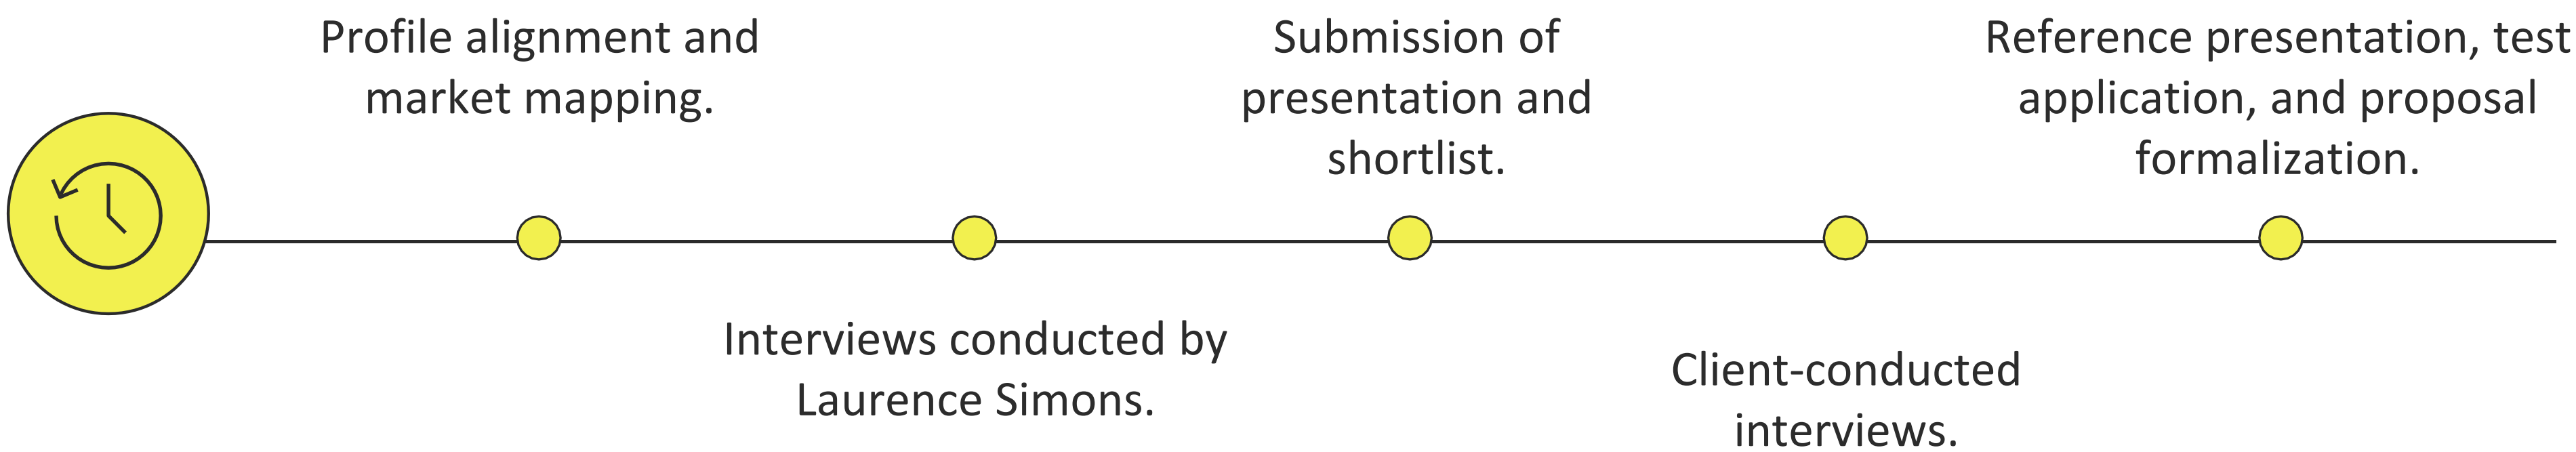 Profile alignment and
market mapping.
Interviews conducted by
Laurence Simons.
Submission of
presentation and
shortlist.
Client-conducted
interviews.
Reference presentation, test
application, and proposal
formalization.